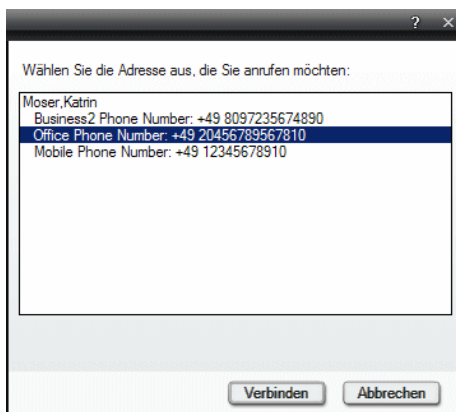 ? ×
Wählen Sie die Adresse aus, die Sie anrufen möchten:
Moser,Katrin
Business2 Phone Number: +49 8097235674890
Office Phone Number: +49 20456789567810
Mobile Phone Number: +49 12345678910
Verbinden Abbrechen